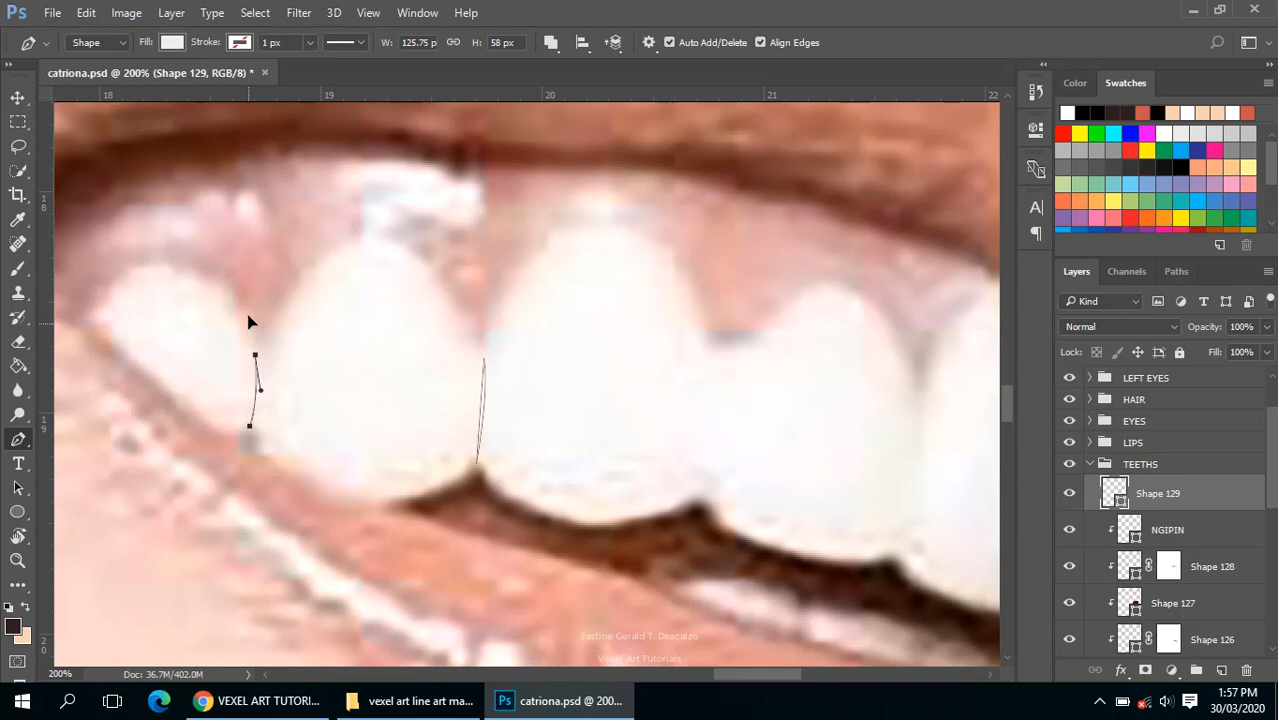 Ps File Edit Image Layer Type Select Filter 3D View Window Help
Shape Fill: Stroke: 1 px W: 125.75 p H: 58 px Auto Add/Delete Align Edges
catriona.psd @ 200% (Shape 129, RGB/8) *
18 19 20 21 22
18
19
20
Color Swatches
Layers Channels Paths
Kind
Normal Opacity: 100%
Lock: Fill: 100%
LEFT EYES
HAIR
EYES
LIPS
TEETHS
Shape 129
NGIPIN
Shape 128
Shape 127
Shape 126
Jastine Gerald T. Descalzo
Vexel Art Tutorials
200% Doc: 36.7M/402.0M
VEXEL ART TUTORI... vexel art line art ma... Ps catriona.psd @ 200... 1:57 PM
30/03/2020